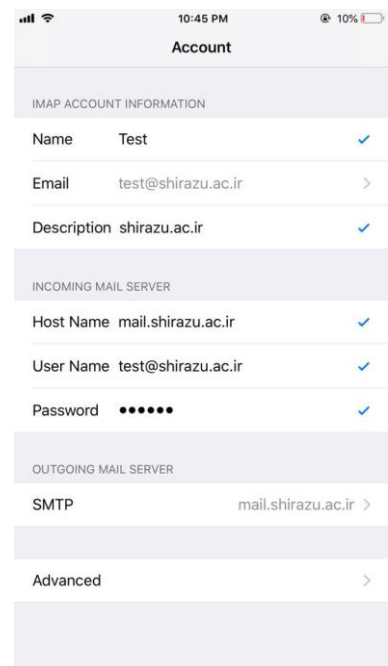 10:45 PM 10%
Account
IMAP ACCOUNT INFORMATION
Name Test
Email test@shirazu.ac.ir
Description shirazu.ac.ir
INCOMING MAIL SERVER
Host Name mail.shirazu.ac.ir
User Name test@shirazu.ac.ir
Password ●●●●●●
OUTGOING MAIL SERVER
SMTP mail.shirazu.ac.ir
Advanced